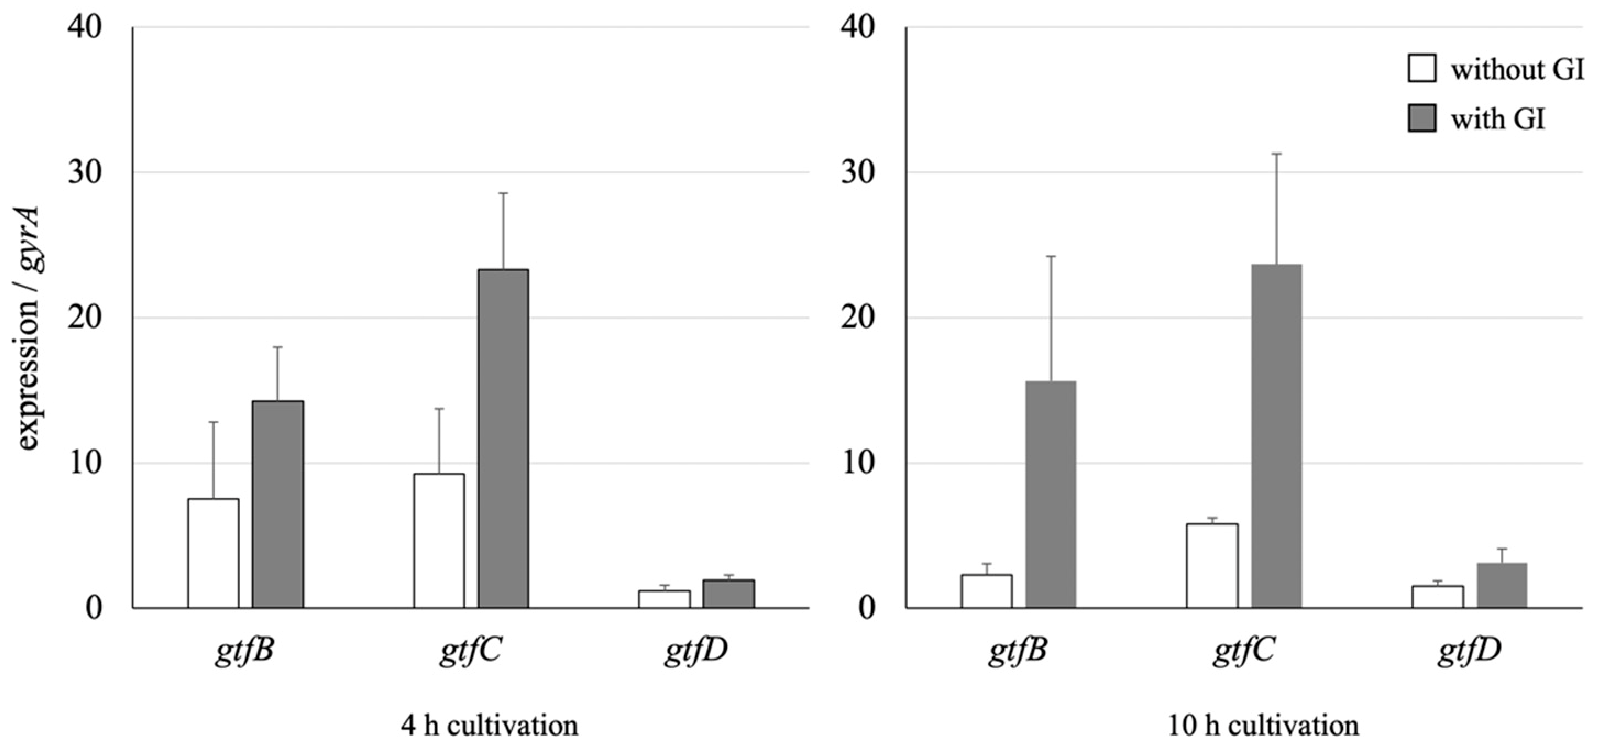 expression / gyrA
40
30
20
10
0
gtfB gtfC gtfD
4 h cultivation
40
30
20
10
0
without GI
with GI
gtfB gtfC gtfD
10 h cultivation